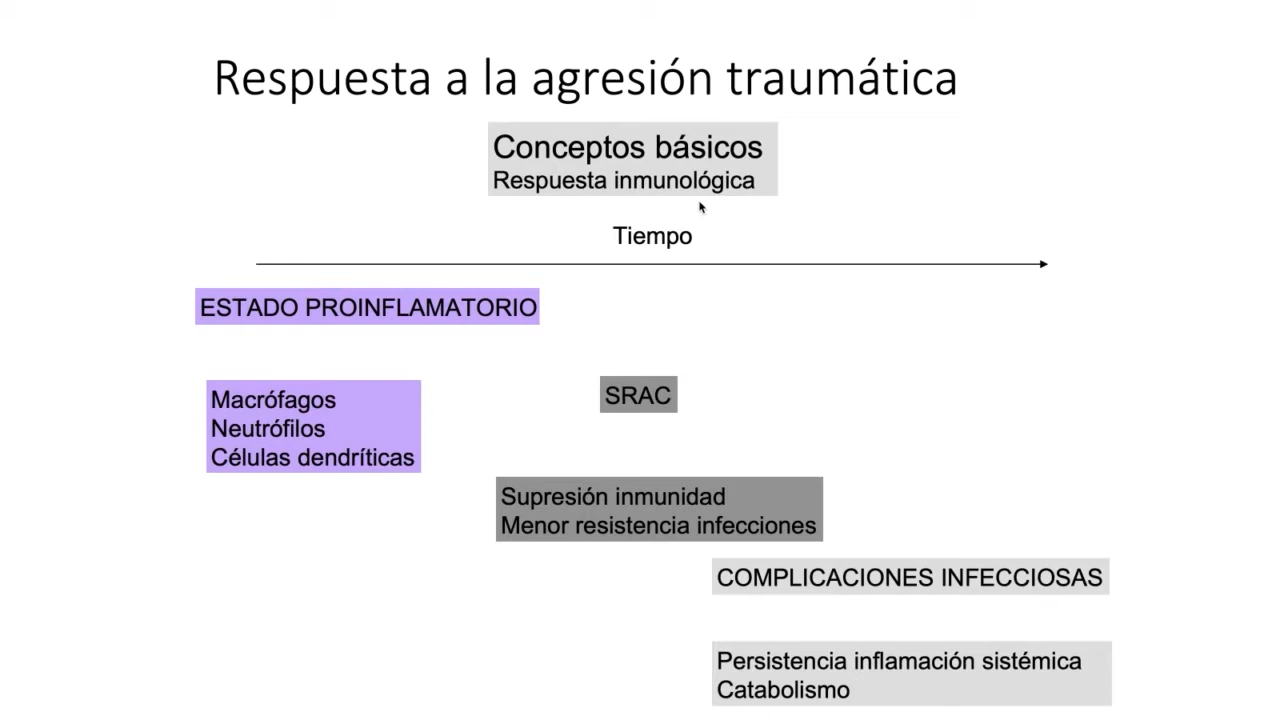 Respuesta a la agresión traumática
Conceptos básicos
Respuesta inmunológica
Tiempo
ESTADO PROINFLAMATORIO
Macrófagos
Neutrófilos
Células dendríticas
SRAC
Supresión inmunidad
Menor resistencia infecciones
COMPLICACIONES INFECCIOSAS
Persistencia inflamación sistémica
Catabolismo